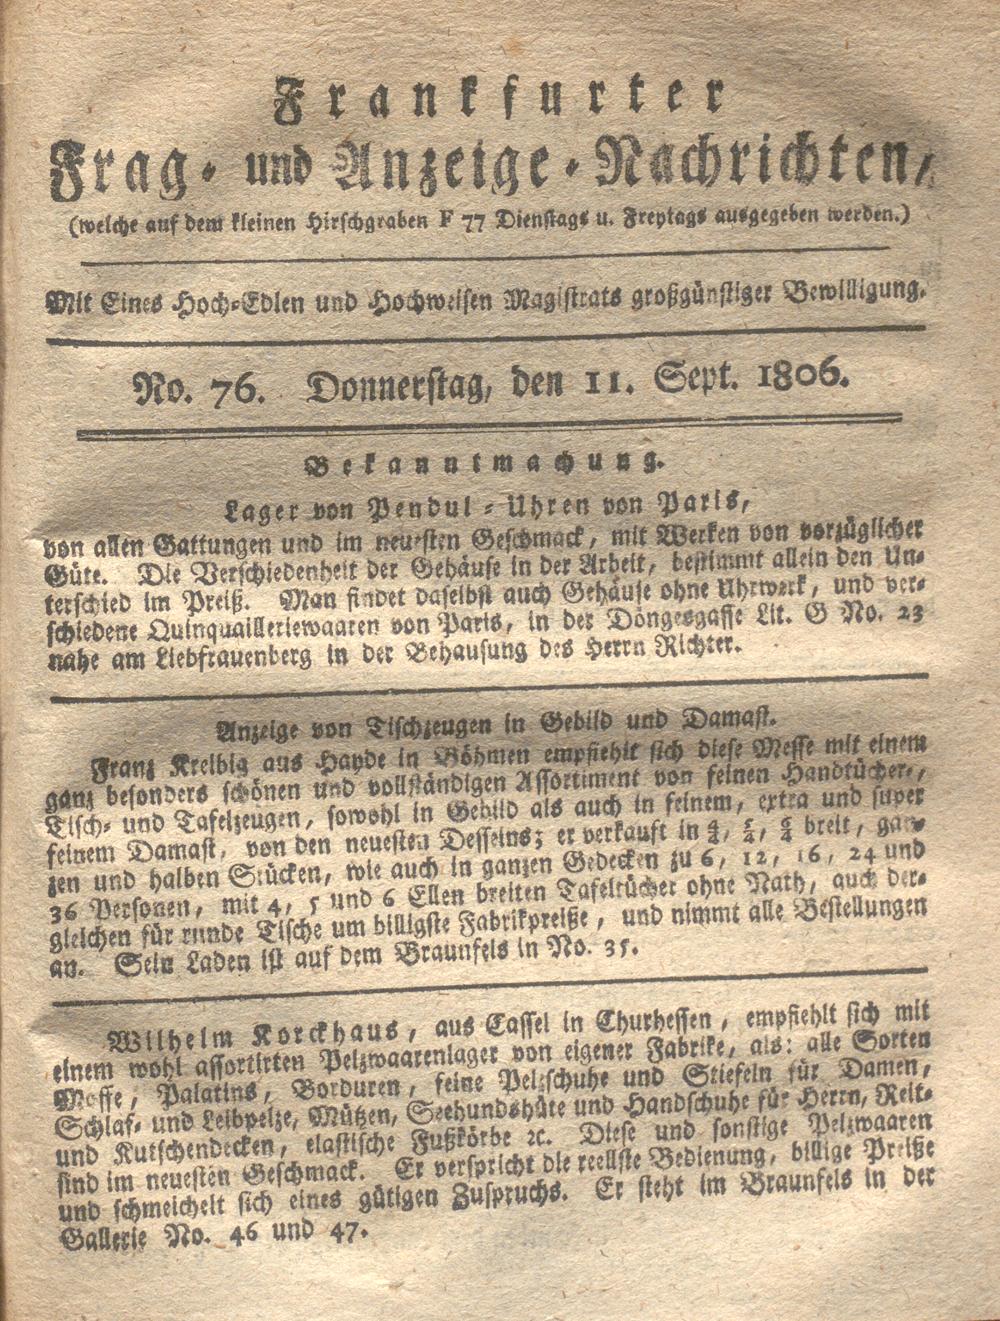 Frankfurter
Frag- und Anzeige-Nachrichten,
(welche auf dem kleinen Hirschgraben F 77 Dienstags u. Freytags ausgegeben werden.)
Mit Eines Hoch-Edlen und Hochweisen Magistrats großgünstiger Bewilligung.
No. 76. Donnerstag, den 11. Sept. 1806.
Bekanntmachung.
Lager von Pendul-Uhren von Paris,
von allen Gattungen und im neuesten Geschmack, mit Werken von vorzüglicher
Güte. Die Verschiedenheit der Gehäuse in der Arbeit, bestimmt allein den Un-
terschied im Preiß. Man findet daselbst auch Gehäuse ohne Uhrwerk, und ver-
schiedene Quinquailleriewaaren von Paris, in der Döngesgasse Lit. G No. 23
nahe am Liebfrauenberg in der Behausung des Herrn Richter.
Anzeige von Tischzeugen in Gebild und Damast.
Franz Kreibig aus Hayde in Böhmen empfiehlt sich diese Messe mit einem
ganz besonders schönen und vollständigen Assortiment von feinen Handtücher-,
Tisch- und Tafelzeugen, sowohl in Gebild als auch in feinem, extra und super
feinem Damast, von den neuesten Desseins; er verkauft in 4/4, 5/4, 6/4 breit, gan-
zen und halben Stücken, wie auch in ganzen Gedecken zu 6, 12, 16, 24 und
36 Personen, mit 4, 5 und 6 Ellen breiten Tafeltücher ohne Nath, auch der-
gleichen für runde Tische um billigste Fabrikpreiße, und nimmt alle Bestellungen
an. Sein Laden ist auf dem Braunfels in No. 35.
Wilhelm Korckhaus, aus Cassel in Churhessen, empfiehlt sich mit
einem wohl assortirten Pelzwaarenlager von eigener Fabrike, als: alle Sorten
Moffe, Palatins, Borduren, feine Pelzschuhe und Stiefeln für Damen,
Schlaf- und Leibpelze, Mützen, Seehundshüte und Handschuhe für Herrn, Reit-
und Kutschendecken, elastische Fußkörbe ꝛc. Diese und sonstige Pelzwaaren
sind im neuesten Geschmack. Er verspricht die reellste Bedienung, billige Preiße
und schmeichelt sich eines gütigen Zuspruchs. Er steht im Braunfels in der
Gallerie No. 46 und 47.